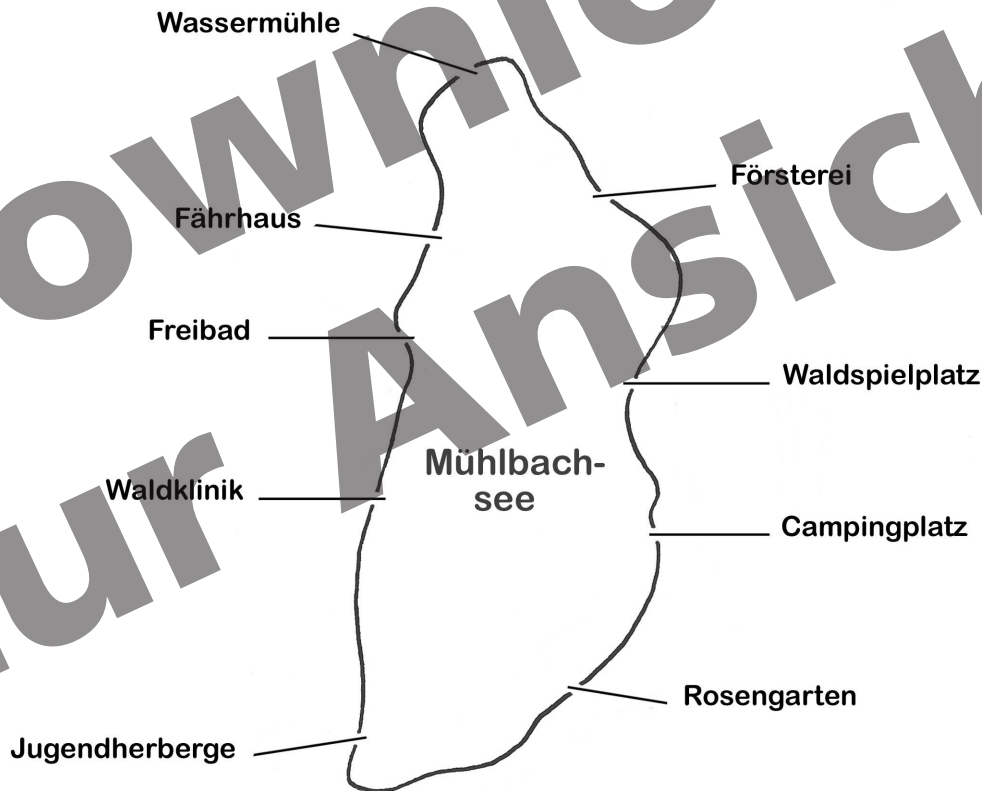 Wassermühle
Försterei
Fährhaus
Freibad
Waldspielplatz
Mühlbach-
see
Waldklinik
Campingplatz
Rosengarten
Jugendherberge